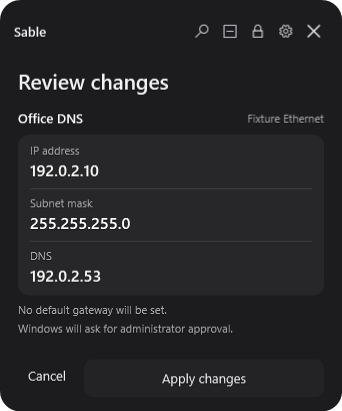 Sable
Review changes
Office DNS
Fixture Ethernet
IP address
192.0.2.10
Subnet mask
255.255.255.0
DNS
192.0.2.53
No default gateway will be set.
Windows will ask for administrator approval.
Cancel
Apply changes